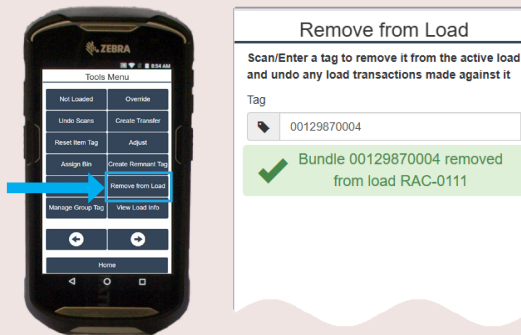 ZEBRA
8:54 AM
Tools
Menu
Not Loaded
Override
Undo Scans
Create Transfer
Reset Item Tag
Adjust
Assign Bin
Create Remnant Tag
Remove from Load
Manage Group Tag
View Load Info
Home
Remove from Load
Scan/Enter a tag to remove it from the active load
and undo any load transactions made against it
Tag
00129870004
Bundle 00129870004 removed
from load RAC-0111